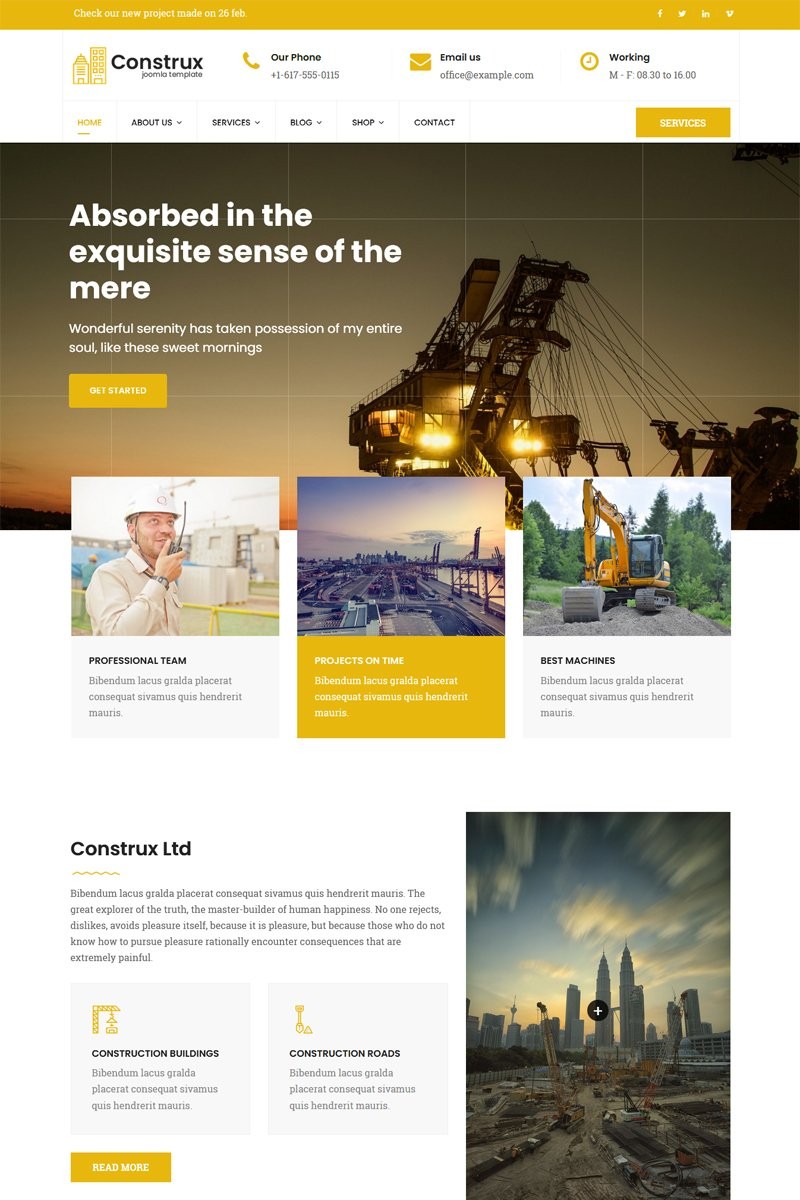 Check our new project made on 26 feb.
Construx
joomla template
Our Phone
+1-617-555-0115
Email us
office@example.com
Working
M - F: 08.30 to 16.00
HOME
ABOUT US
SERVICES
BLOG
SHOP
CONTACT
SERVICES
Absorbed in the
exquisite sense of the
mere
Wonderful serenity has taken possession of my entire
soul, like these sweet mornings
GET STARTED
PROFESSIONAL TEAM
Bibendum lacus gralda placerat
consequat sivamus quis hendrerit
mauris.
PROJECTS ON TIME
Bibendum lacus gralda placerat
consequat sivamus quis hendrerit
mauris.
BEST MACHINES
Bibendum lacus gralda placerat
consequat sivamus quis hendrerit
mauris.
Construx Ltd
Bibendum lacus gralda placerat consequat sivamus quis hendrerit mauris. The
great explorer of the truth, the master-builder of human happiness. No one rejects,
dislikes, avoids pleasure itself, because it is pleasure, but because those who do not
know how to pursue pleasure rationally encounter consequences that are
extremely painful.
CONSTRUCTION BUILDINGS
Bibendum lacus gralda
placerat consequat sivamus
quis hendrerit mauris.
CONSTRUCTION ROADS
Bibendum lacus gralda
placerat consequat sivamus
quis hendrerit mauris.
READ MORE